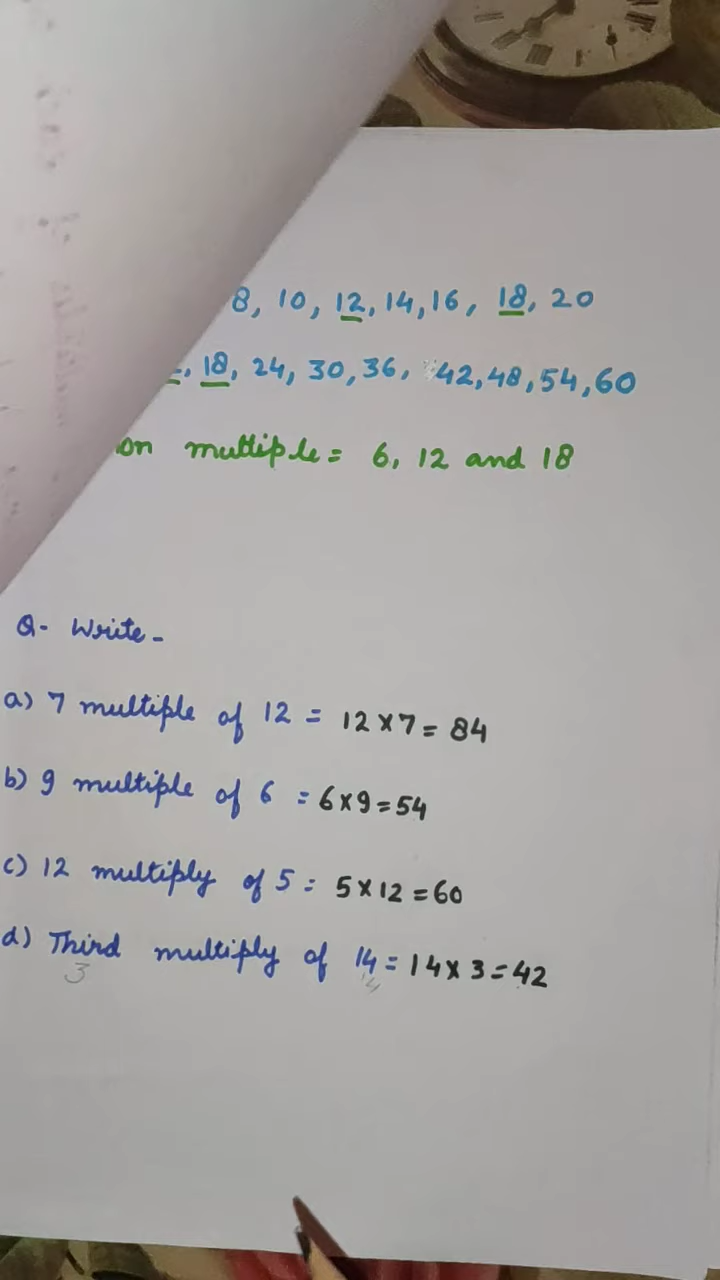 8, 10, 12, 14, 16, 18, 20
, 18, 24, 30, 36, 42, 48, 54, 60
on multiple = 6, 12 and 18
Q- Write -
a) 7 multiple of 12 = 12 x 7 = 84
b) 9 multiple of 6 = 6 x 9 = 54
c) 12 multiply of 5 = 5 x 12 = 60
d) Third multiply of 14 = 14 x 3 = 42
3 14